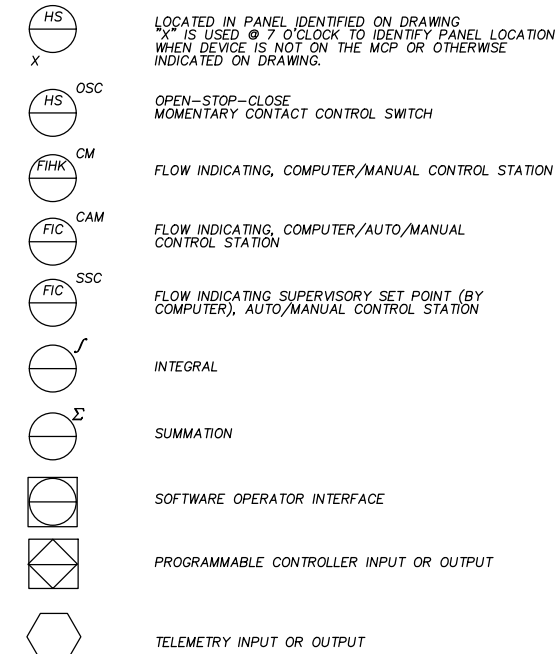 HS
X
LOCATED IN PANEL IDENTIFIED ON DRAWING
"X" IS USED @ 7 O'CLOCK TO IDENTIFY PANEL LOCATION
WHEN DEVICE IS NOT ON THE MCP OR OTHERWISE
INDICATED ON DRAWING.
HS OSC
OPEN-STOP-CLOSE
MOMENTARY CONTACT CONTROL SWITCH
FIHK CM
FLOW INDICATING, COMPUTER/MANUAL CONTROL STATION
FIC CAM
FLOW INDICATING, COMPUTER/AUTO/MANUAL
CONTROL STATION
FIC SSC
FLOW INDICATING SUPERVISORY SET POINT (BY
COMPUTER), AUTO/MANUAL CONTROL STATION
∫
INTEGRAL
Σ
SUMMATION
SOFTWARE OPERATOR INTERFACE
PROGRAMMABLE CONTROLLER INPUT OR OUTPUT
TELEMETRY INPUT OR OUTPUT